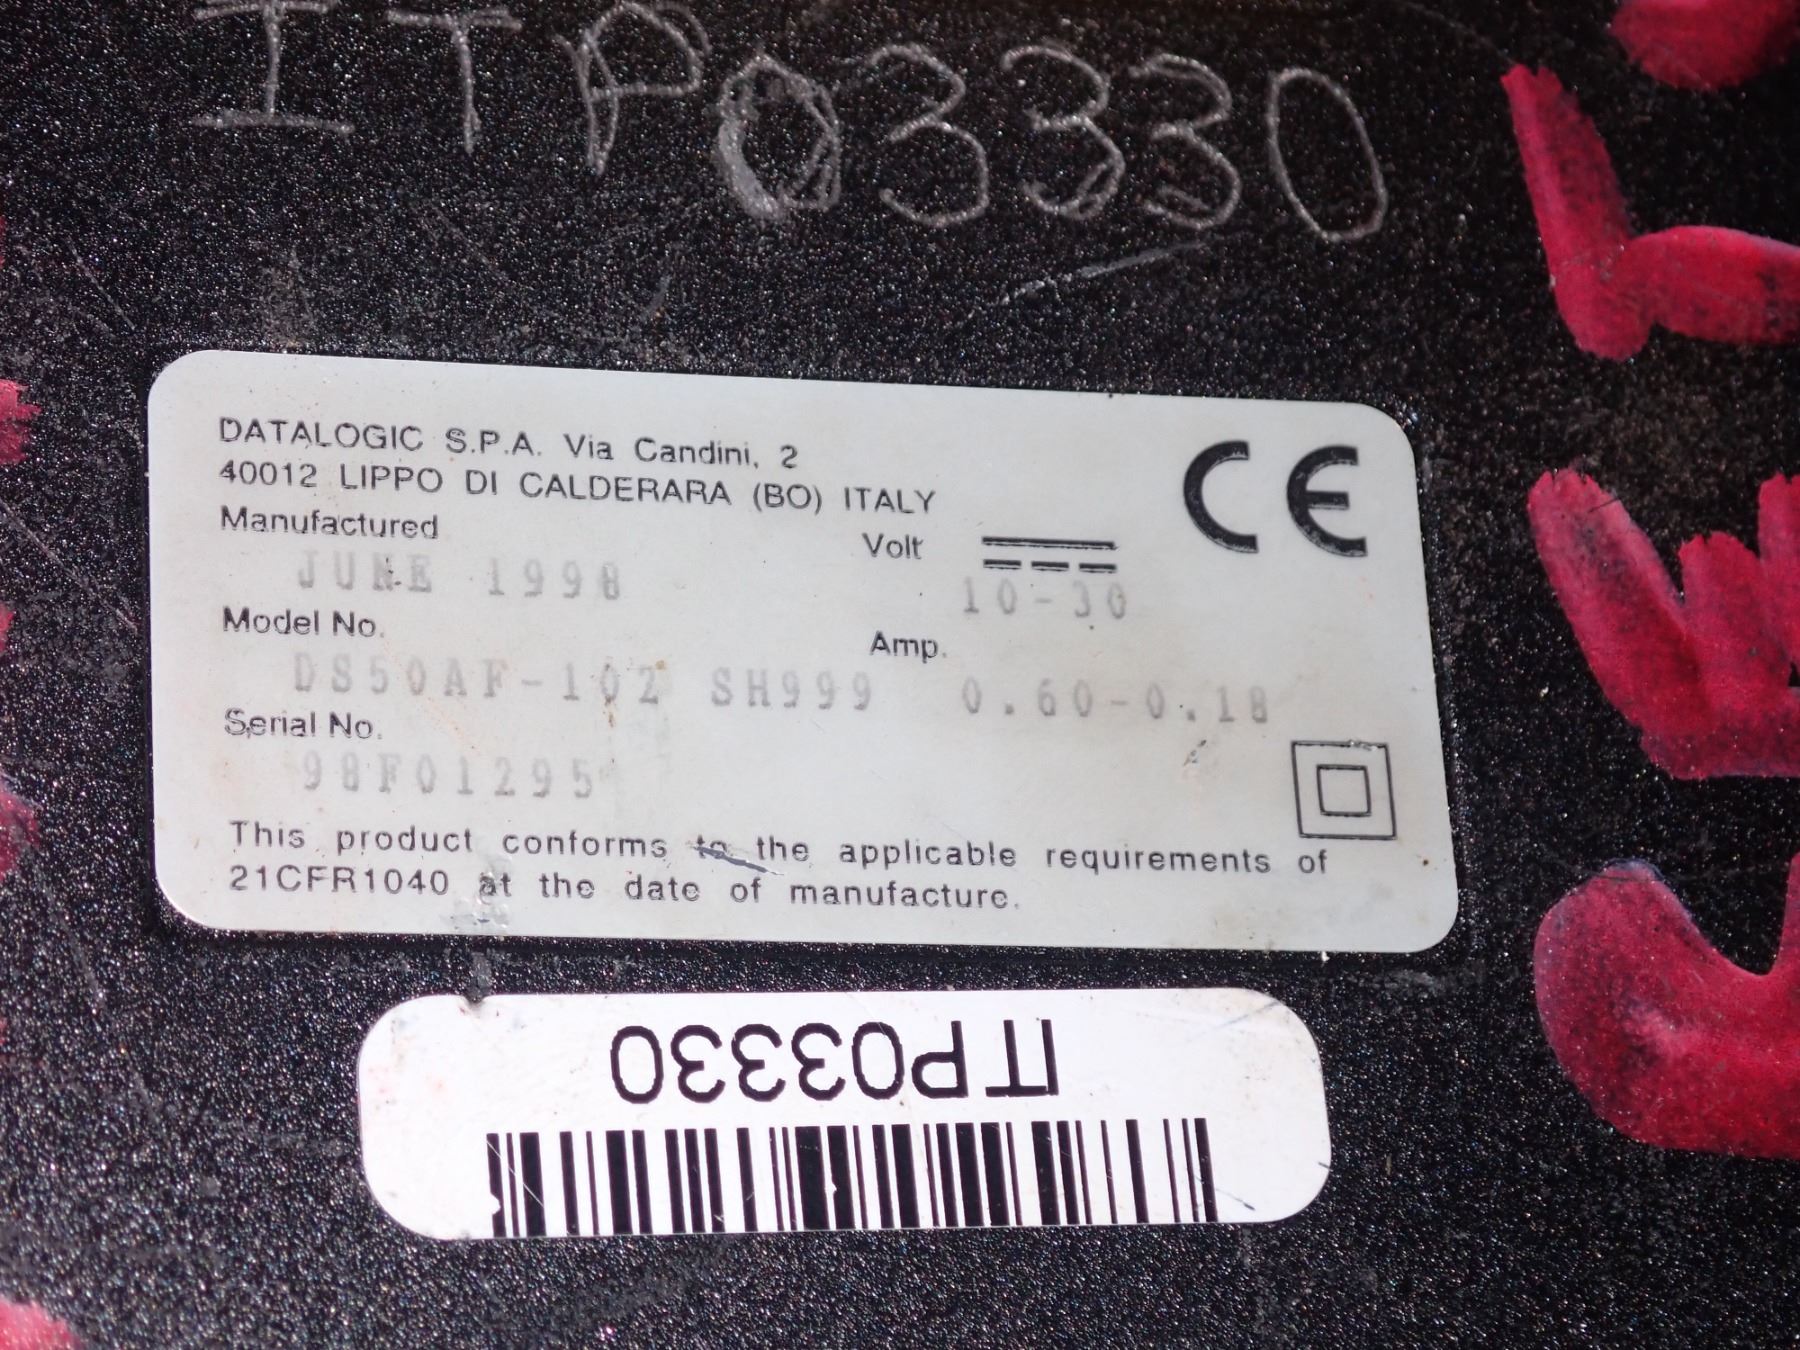 ITP03330
DATALOGIC S.P.A. Via Candini, 2
40012 LIPPO DI CALDERARA (BO) ITALY
Manufactured
JUNE 1998
Volt
10-30
CE
Model No.
DS50AF-102 SH999
Amp.
0.60-0.18
Serial No.
98F01295
This product conforms to the applicable requirements of
21CFR1040 at the date of manufacture.
ITP03330